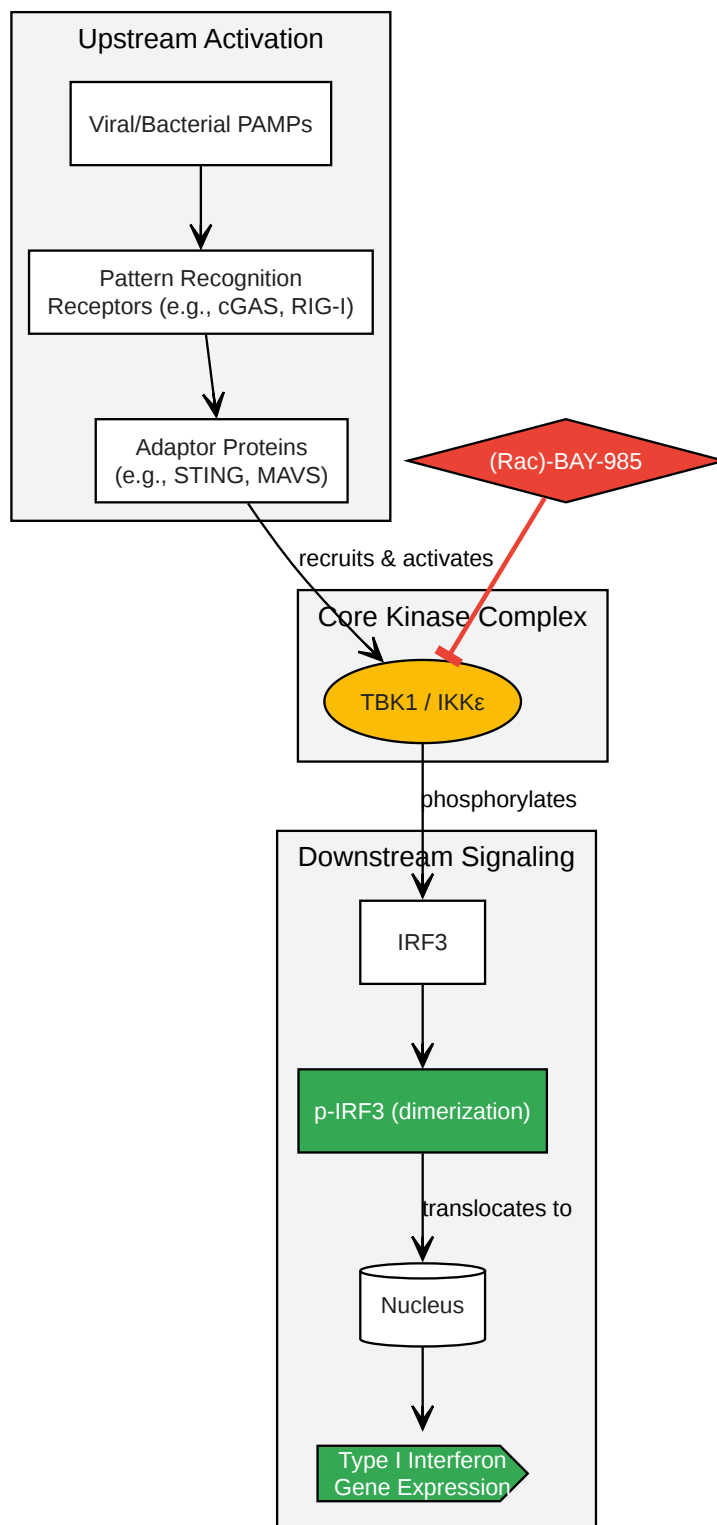 Upstream Activation
Viral/Bacterial PAMPs
Pattern Recognition
Receptors (e.g., cGAS, RIG-I)
Adaptor Proteins
(e.g., STING, MAVS)
(Rac)-BAY-985
recruits & activates
Core Kinase Complex
TBK1 / IKKε
phosphorylates
Downstream Signaling
IRF3
p-IRF3 (dimerization)
translocates to
Nucleus
Type I Interferon
Gene Expression